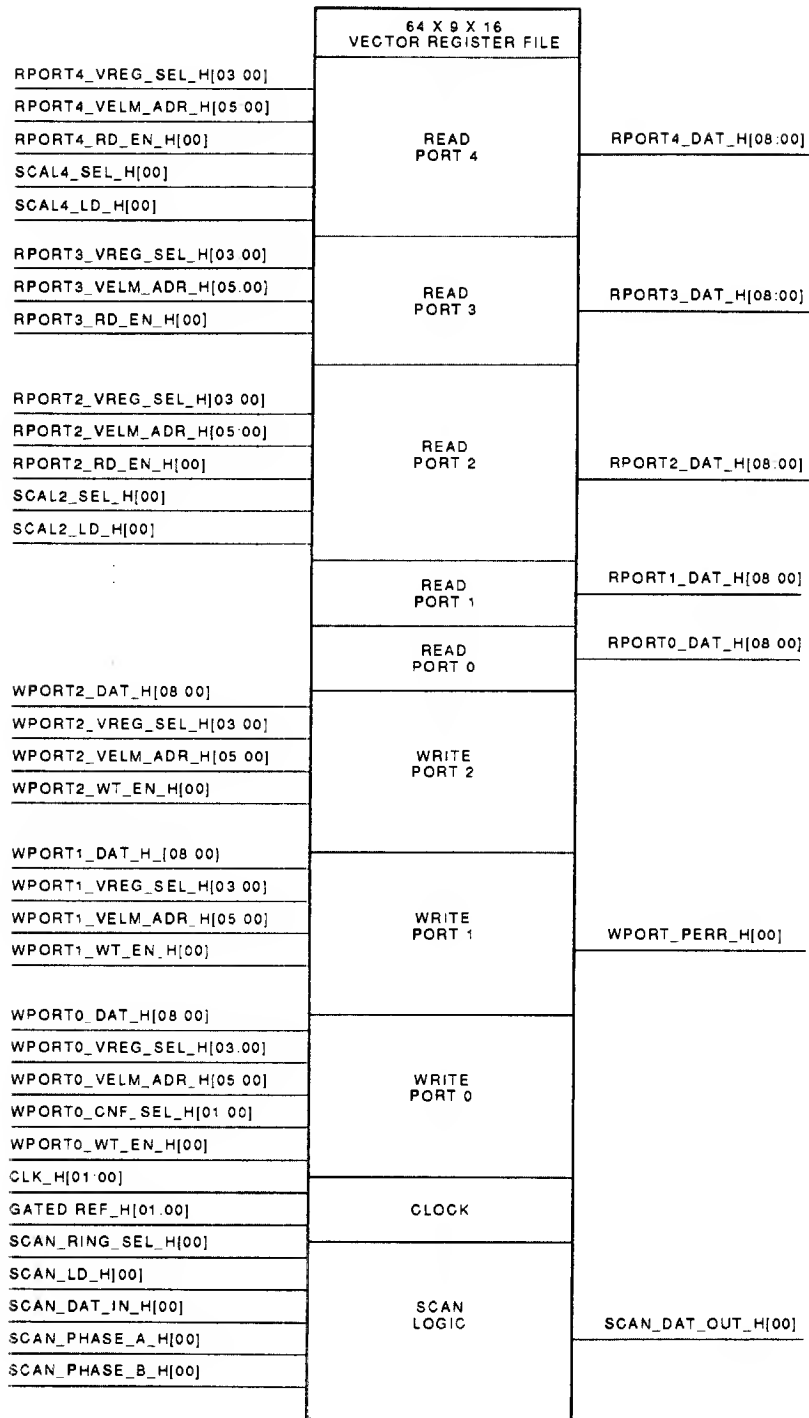 64 X 9 X 16
VECTOR REGISTER FILE
RPORT4_VREG_SEL_H[03 00]
RPORT4_VELM_ADR_H[05:00]
RPORT4_RD_EN_H[00]
SCAL4_SEL_H[00]
SCAL4_LD_H[00]
READ
PORT 4
RPORT4_DAT_H[08:00]
RPORT3_VREG_SEL_H[03:00]
RPORT3_VELM_ADR_H[05.00]
RPORT3_RD_EN_H[00]
READ
PORT 3
RPORT3_DAT_H[08:00]
RPORT2_VREG_SEL_H[03 00]
RPORT2_VELM_ADR_H[05:00]
RPORT2_RD_EN_H[00]
SCAL2_SEL_H[00]
SCAL2_LD_H[00]
READ
PORT 2
RPORT2_DAT_H[08:00]
READ
PORT 1
RPORT1_DAT_H[08 00]
READ
PORT 0
RPORT0_DAT_H[08 00]
WPORT2_DAT_H[08 00]
WPORT2_VREG_SEL_H[03 00]
WPORT2_VELM_ADR_H[05 00]
WPORT2_WT_EN_H[00]
WRITE
PORT 2
WPORT1_DAT_H_[08 00]
WPORT1_VREG_SEL_H[03 00]
WPORT1_VELM_ADR_H[05 00]
WPORT1_WT_EN_H[00]
WRITE
PORT 1
WPORT_PERR_H[00]
WPORT0_DAT_H[08 00]
WPORT0_VREG_SEL_H[03.00]
WPORT0_VELM_ADR_H[05 00]
WPORT0_CNF_SEL_H[01 00]
WPORT0_WT_EN_H[00]
WRITE
PORT 0
CLK_H[01:00]
GATED REF_H[01.00]
CLOCK
SCAN_RING_SEL_H[00]
SCAN_LD_H[00]
SCAN_DAT_IN_H[00]
SCAN_PHASE_A_H[00]
SCAN_PHASE_B_H[00]
SCAN
LOGIC
SCAN_DAT_OUT_H[00]